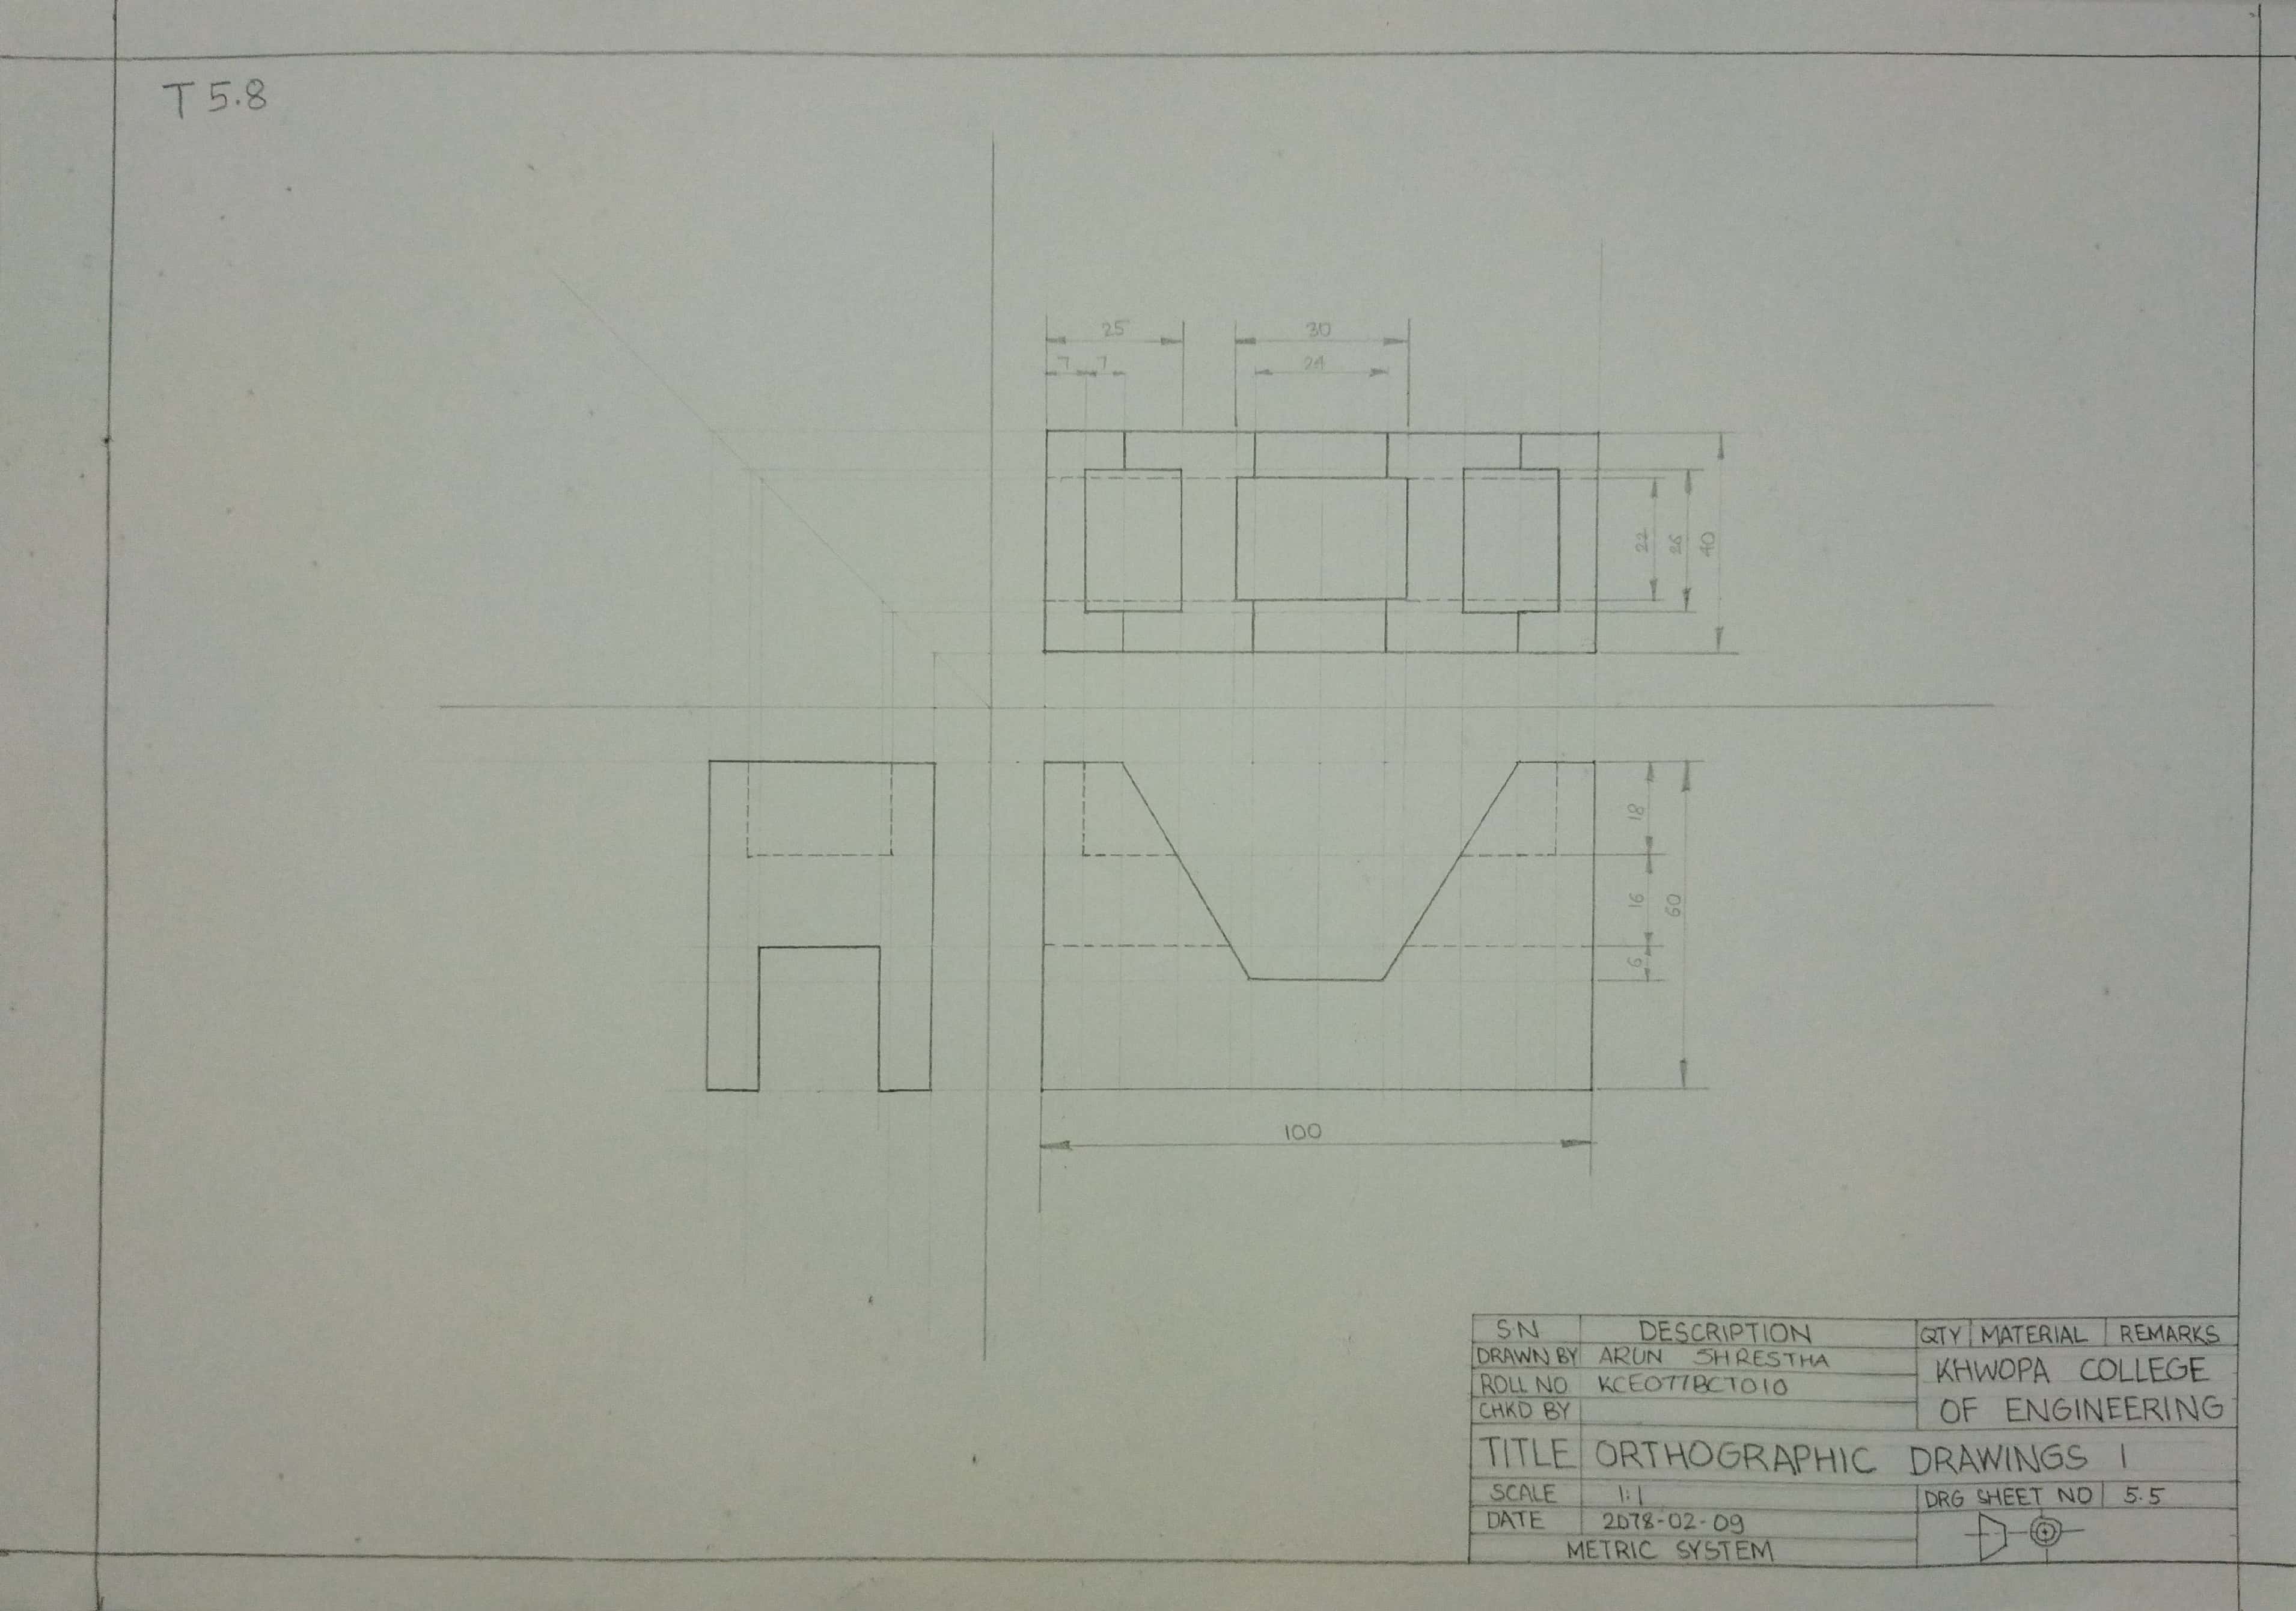 T 5.8
25
30
7 7
24
22
26
40
18
16
60
6
100
SN DESCRIPTION QTY MATERIAL REMARKS
DRAWN BY ARUN SHRESTHA
KHWOPA COLLEGE
ROLL NO KCE077BCT010
CHKD BY
OF ENGINEERING
TITLE ORTHOGRAPHIC DRAWINGS 1
SCALE 1:1 DRG SHEET NO 5.5
DATE 2078-02-09
METRIC SYSTEM